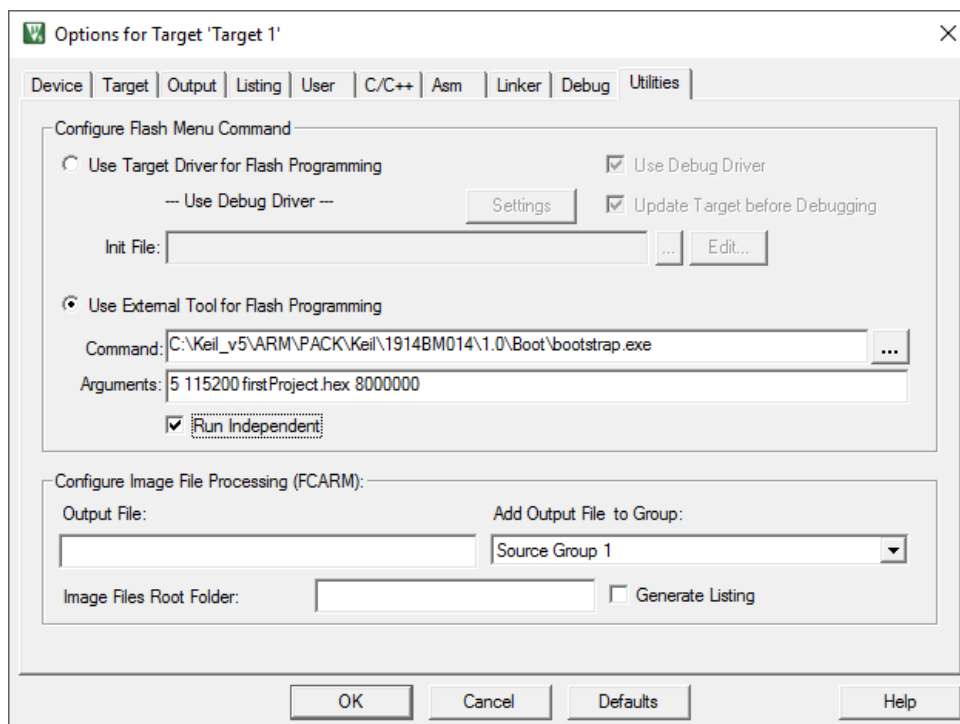 Options for Target 'Target 1'
Device Target Output Listing User C/C++ Asm Linker Debug Utilities
Configure Flash Menu Command
Use Target Driver for Flash Programming Use Debug Driver
--- Use Debug Driver --- Settings Update Target before Debugging
Init File: ... Edit...
Use External Tool for Flash Programming
Command: C:\Keil_v5\ARM\PACK\Keil\1914BM014\1.0\Boot\bootstrap.exe ...
Arguments: 5 115200 firstProject.hex 8000000
Run Independent
Configure Image File Processing (FCARM):
Output File: Add Output File to Group:
Source Group 1
Image Files Root Folder: Generate Listing
OK Cancel Defaults Help